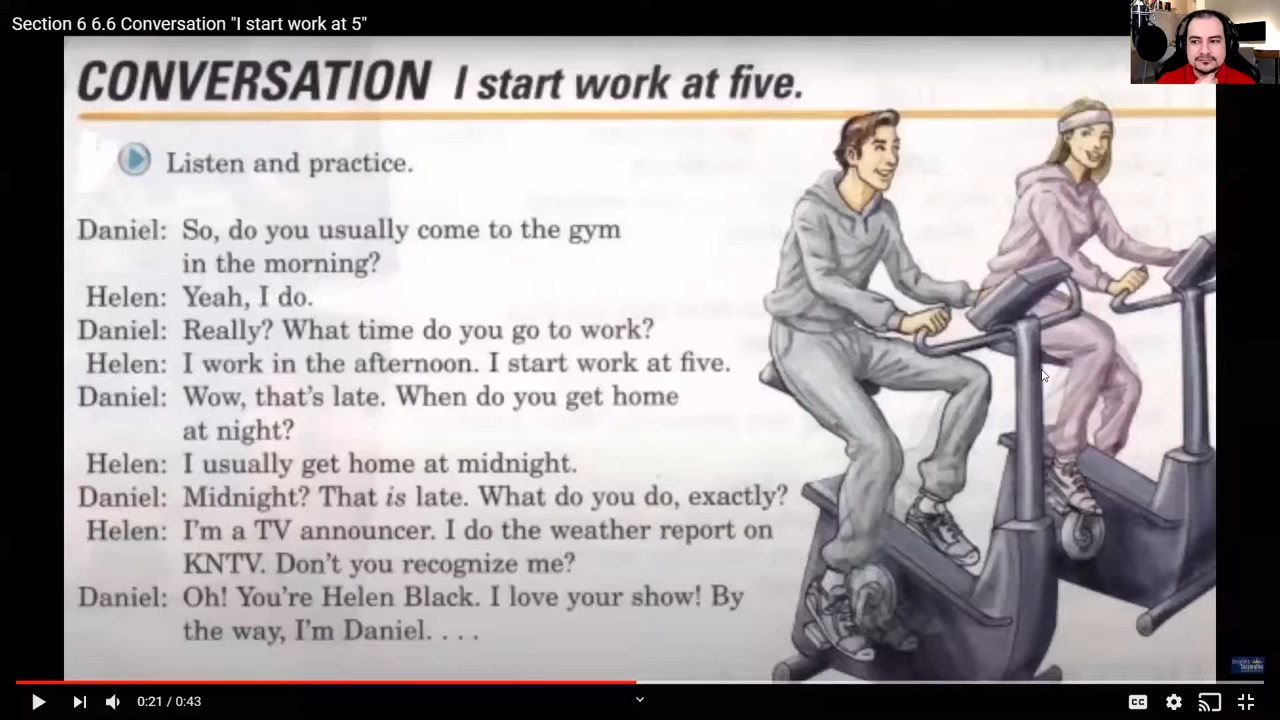 Section 6 6.6 Conversation "I start work at 5"
CONVERSATION I start work at five.
Listen and practice.
Daniel: So, do you usually come to the gym
in the morning?
Helen: Yeah, I do.
Daniel: Really? What time do you go to work?
Helen: I work in the afternoon. I start work at five.
Daniel: Wow, that's late. When do you get home
at night?
Helen: I usually get home at midnight.
Daniel: Midnight? That is late. What do you do, exactly?
Helen: I'm a TV announcer. I do the weather report on
KNTV. Don't you recognize me?
Daniel: Oh! You're Helen Black. I love your show! By
the way, I'm Daniel. . . .
0:21 / 0:43
CC